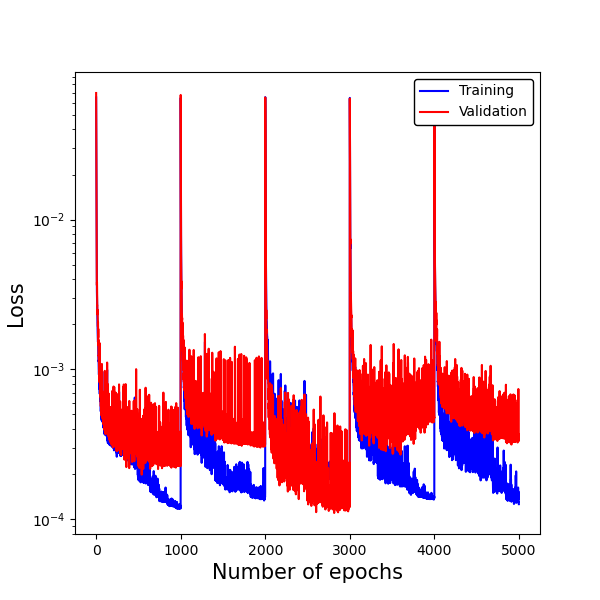 Training
Validation
10⁻²
10⁻³
10⁻⁴
Loss
0 1000 2000 3000 4000 5000
Number of epochs